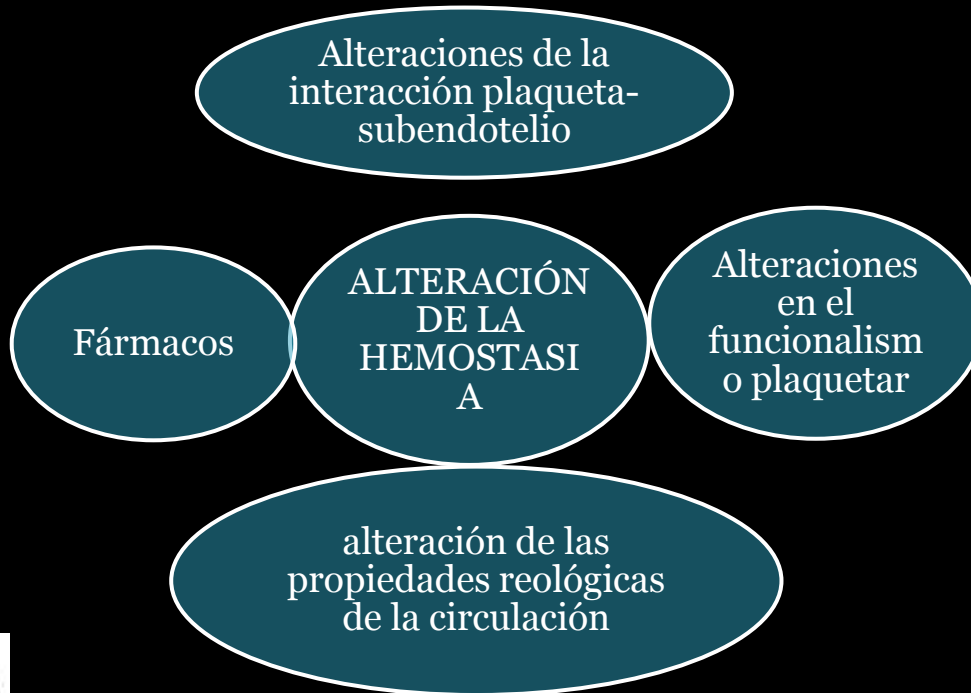 Alteraciones de la
interacción plaqueta-
subendotelio
Fármacos
ALTERACIÓN
DE LA
HEMOSTASI
A
Alteraciones
en el
funcionalism
o plaquetar
alteración de las
propiedades reológicas
de la circulación